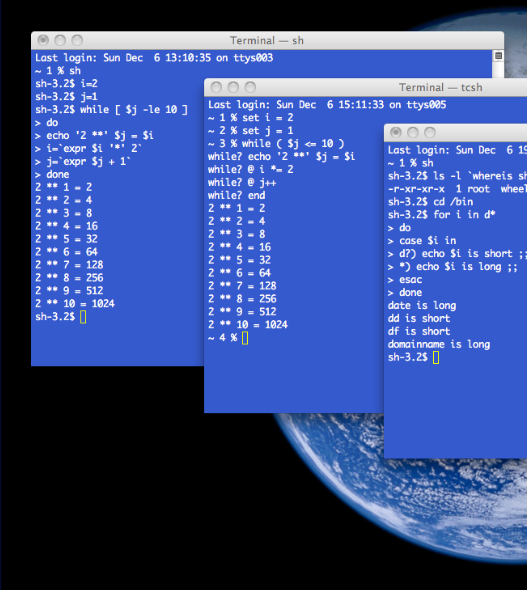 Terminal — sh
Last login: Sun Dec  6 13:10:35 on ttys003
~ 1 % sh
sh-3.2$ i=2
sh-3.2$ j=1
sh-3.2$ while [ $j -le 10 ]
> do
> echo '2 **' $j = $i
> i=`expr $i '*' 2`
> j=`expr $j + 1`
> done
2 ** 1 = 2
2 ** 2 = 4
2 ** 3 = 8
2 ** 4 = 16
2 ** 5 = 32
2 ** 6 = 64
2 ** 7 = 128
2 ** 8 = 256
2 ** 9 = 512
2 ** 10 = 1024
sh-3.2$
Terminal — tcsh
Last login: Sun Dec  6 15:11:33 on ttys005
~ 1 % set i = 2
~ 2 % set j = 1
~ 3 % while ( $j <= 10 )
while? echo '2 **' $j = $i
while? @ i *= 2
while? @ j++
while? end
2 ** 1 = 2
2 ** 2 = 4
2 ** 3 = 8
2 ** 4 = 16
2 ** 5 = 32
2 ** 6 = 64
2 ** 7 = 128
2 ** 8 = 256
2 ** 9 = 512
2 ** 10 = 1024
~ 4 %
Last login: Sun Dec  6 15
~ 1 % sh
sh-3.2$ ls -l `whereis sh
-r-xr-xr-x  1 root  wheel
sh-3.2$ cd /bin
sh-3.2$ for i in d*
> do
> case $i in
> d?) echo $i is short ;;
> *) echo $i is long ;;
> esac
> done
date is long
dd is short
df is short
domainname is long
sh-3.2$